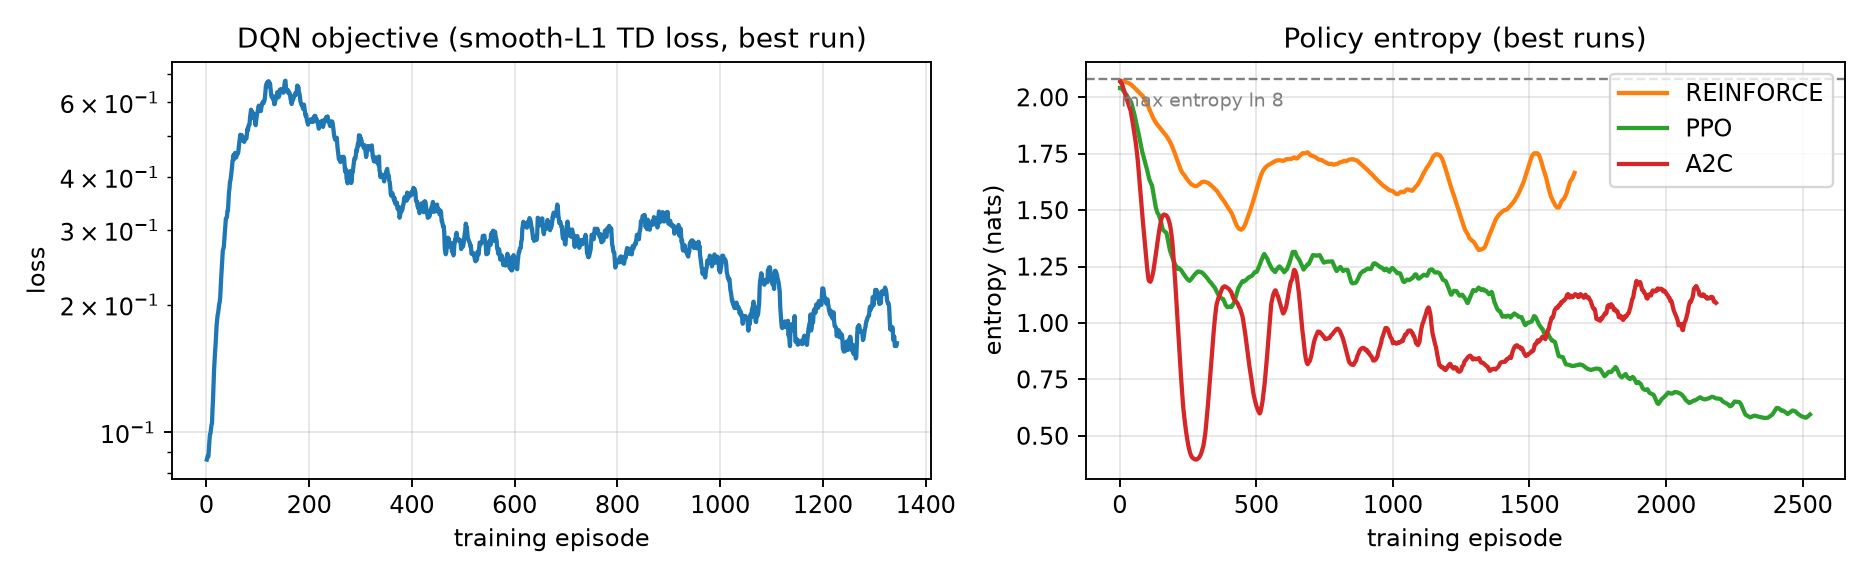 DQN objective (smooth-L1 TD loss, best run)
6 × 10⁻¹
4 × 10⁻¹
3 × 10⁻¹
2 × 10⁻¹
10⁻¹
loss
0 200 400 600 800 1000 1200 1400
training episode
Policy entropy (best runs)
max entropy ln 8
REINFORCE
PPO
A2C
2.00
1.75
1.50
1.25
1.00
0.75
0.50
entropy (nats)
0 500 1000 1500 2000 2500
training episode